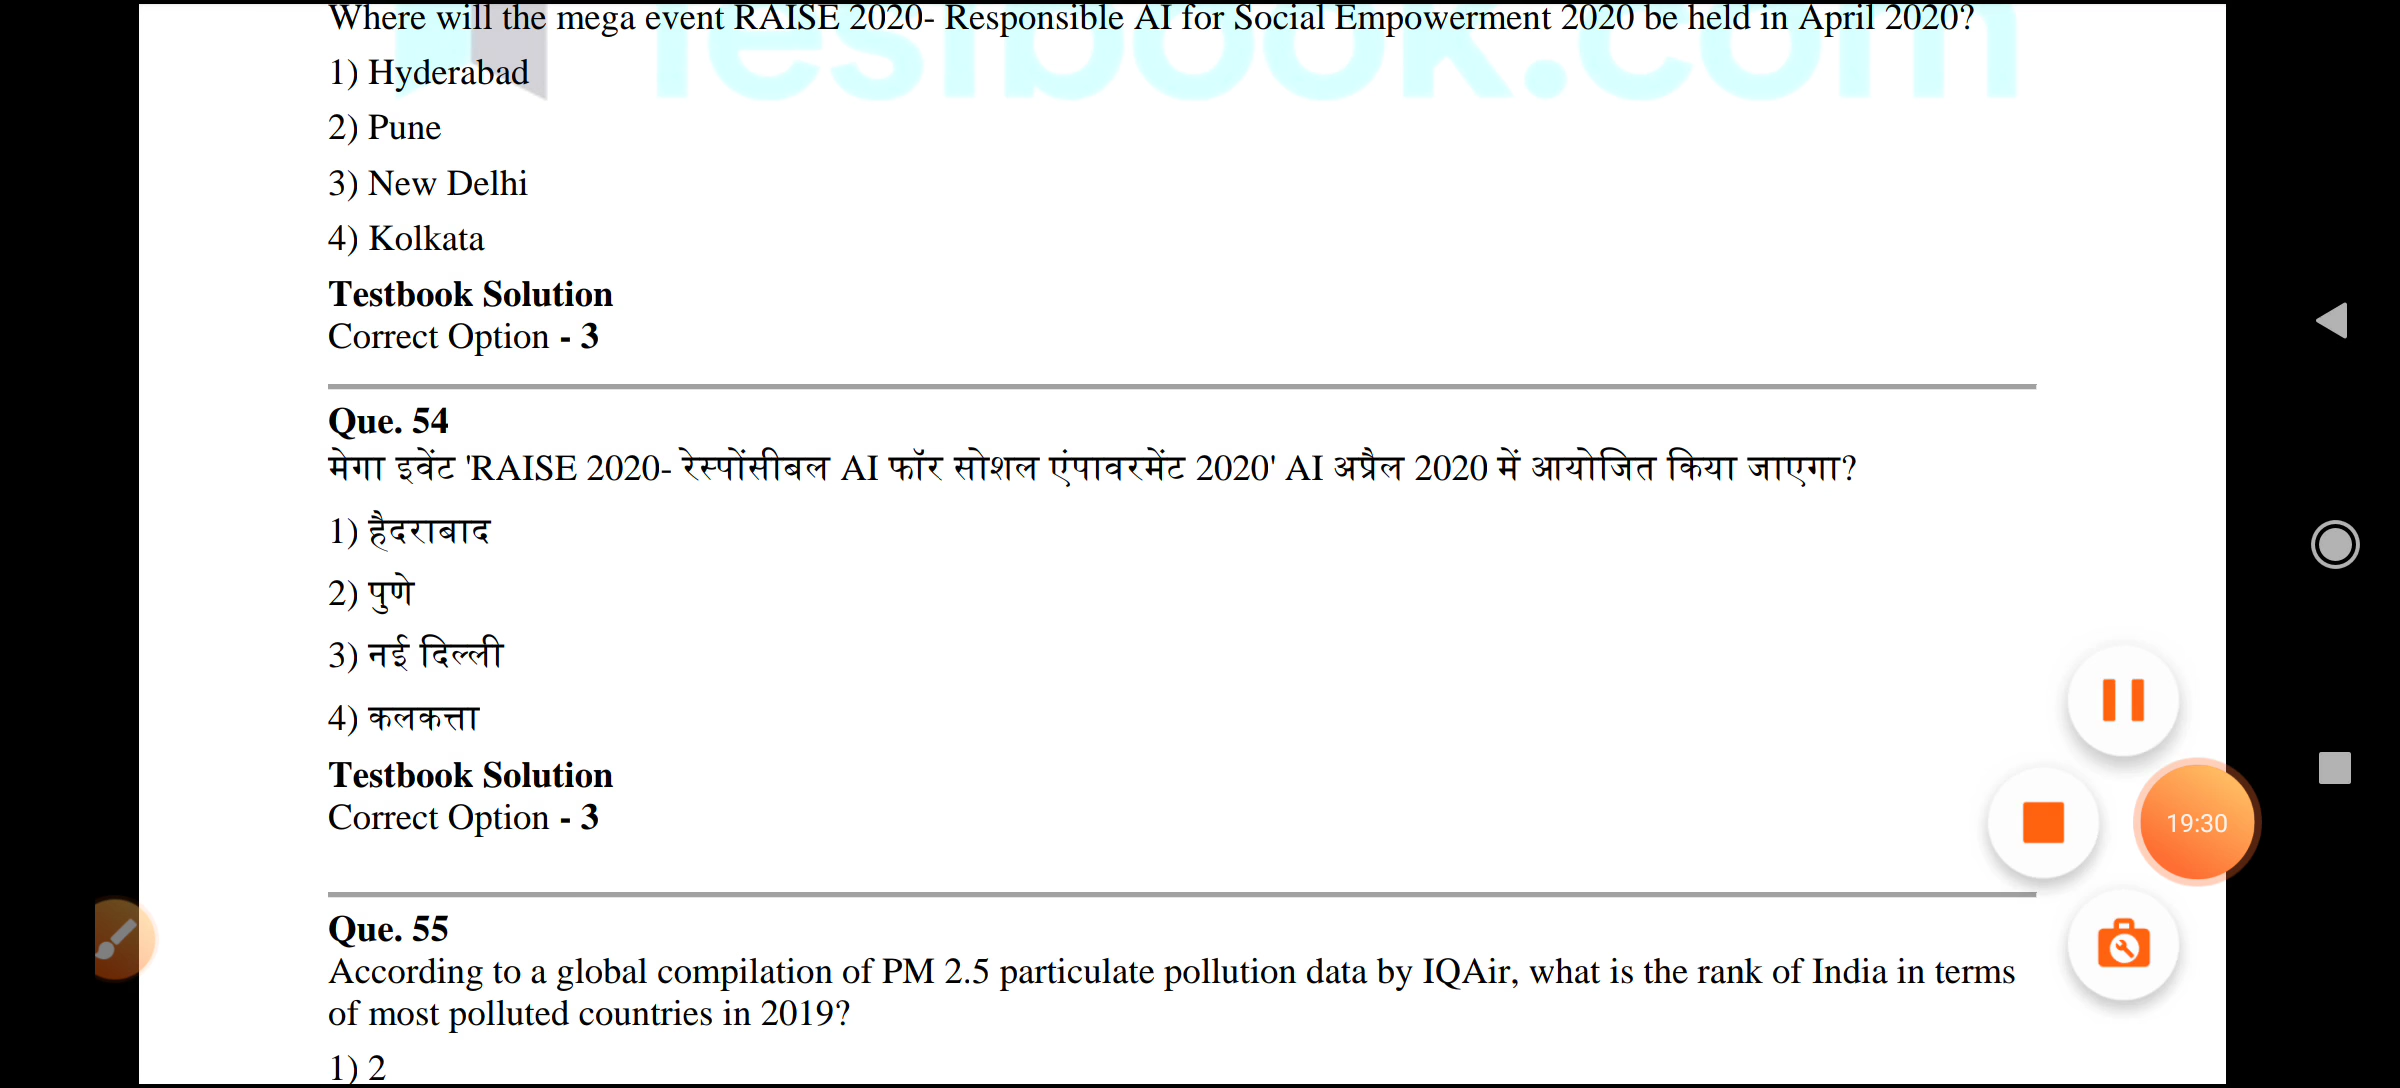 Where will the mega event RAISE 2020- Responsible AI for Social Empowerment 2020 be held in April 2020?
Testbook.com
1) Hyderabad
2) Pune
3) New Delhi
4) Kolkata
Testbook Solution
Correct Option - 3
Que. 54
मेगा इवेंट 'RAISE 2020- रेस्पोंसीबल AI फॉर सोशल एंपावरमेंट 2020' AI अप्रैल 2020 में आयोजित किया जाएगा?
1) हैदराबाद
2) पुणे
3) नई दिल्ली
4) कलकत्ता
Testbook Solution
Correct Option - 3
19:30
Que. 55
According to a global compilation of PM 2.5 particulate pollution data by IQAir, what is the rank of India in terms
of most polluted countries in 2019?
1) 2